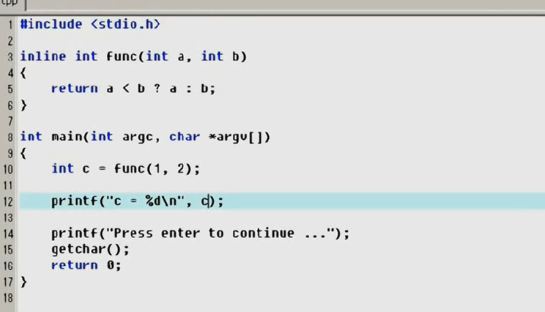 cpp
1 #include <stdio.h>
2
3 inline int func(int a, int b)
4 {
5 return a < b ? a : b;
6 }
7
8 int main(int argc, char *argv[])
9 {
10 int c = func(1, 2);
11
12 printf("c = %d\n", c);
13
14 printf("Press enter to continue ...");
15 getchar();
16 return 0;
17 }
18